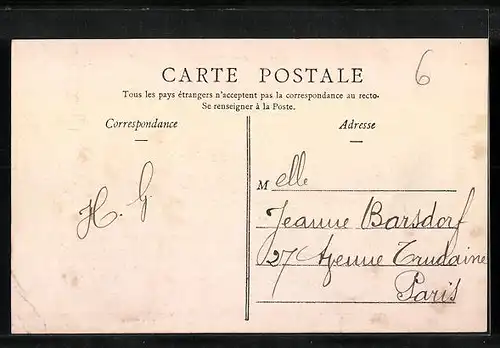 6
CARTE POSTALE
Tous les pays étrangers n'acceptent pas la correspondance au recto.
Se renseigner à la Poste.
Correspondance
Adresse
H. G
Melle
Jeanne Barsdorf
27 Avenue Trudaine
Paris